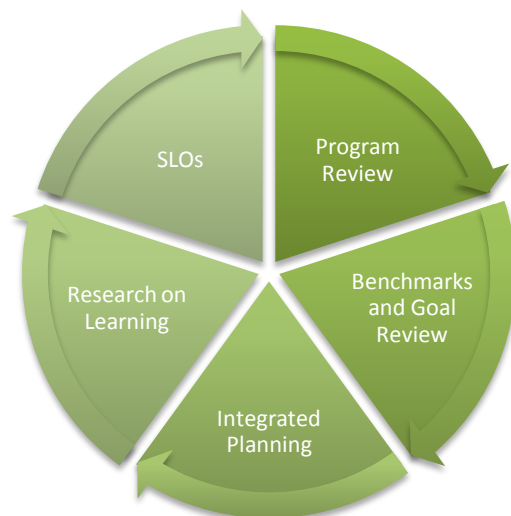 SLOs
Program
Review
Benchmarks
and Goal
Review
Integrated
Planning
Research on
Learning